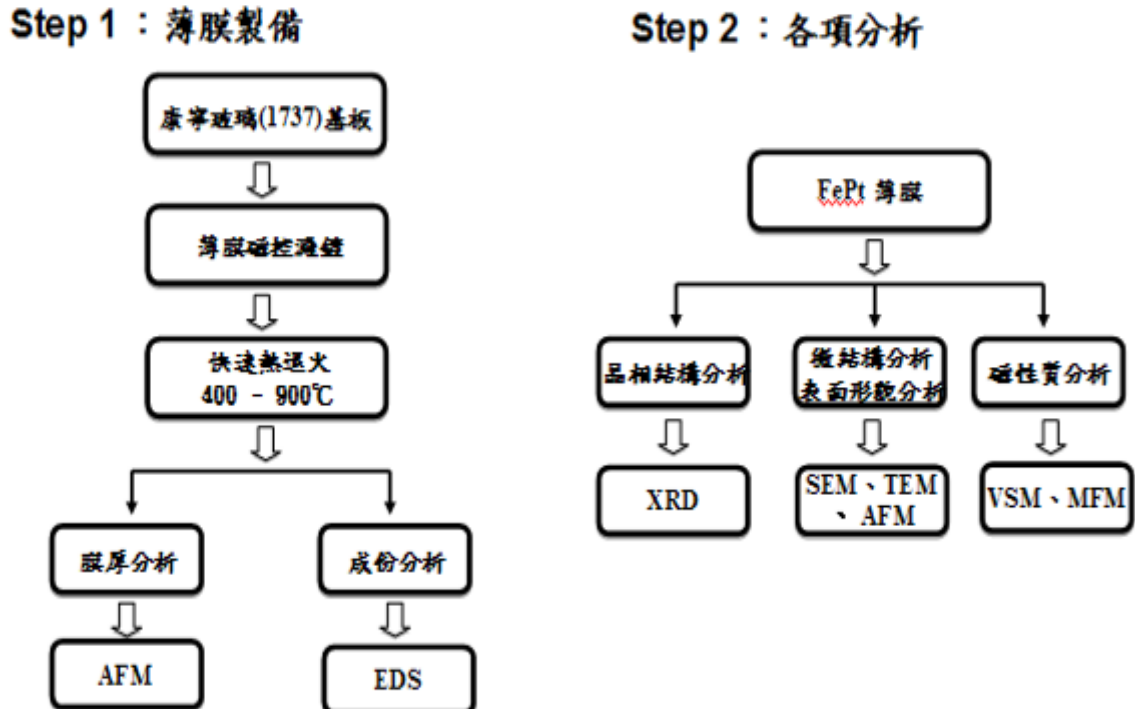 Step 1：薄膜製備
康寧玻璃(1737)基板
薄膜磁控濺鍍
快速熱退火
400 - 900℃
膜厚分析
成份分析
AFM
EDS
Step 2：各項分析
FePt 薄膜
晶相結構分析
微結構分析
表面形貌分析
磁性質分析
XRD
SEM、TEM
、AFM
VSM、MFM